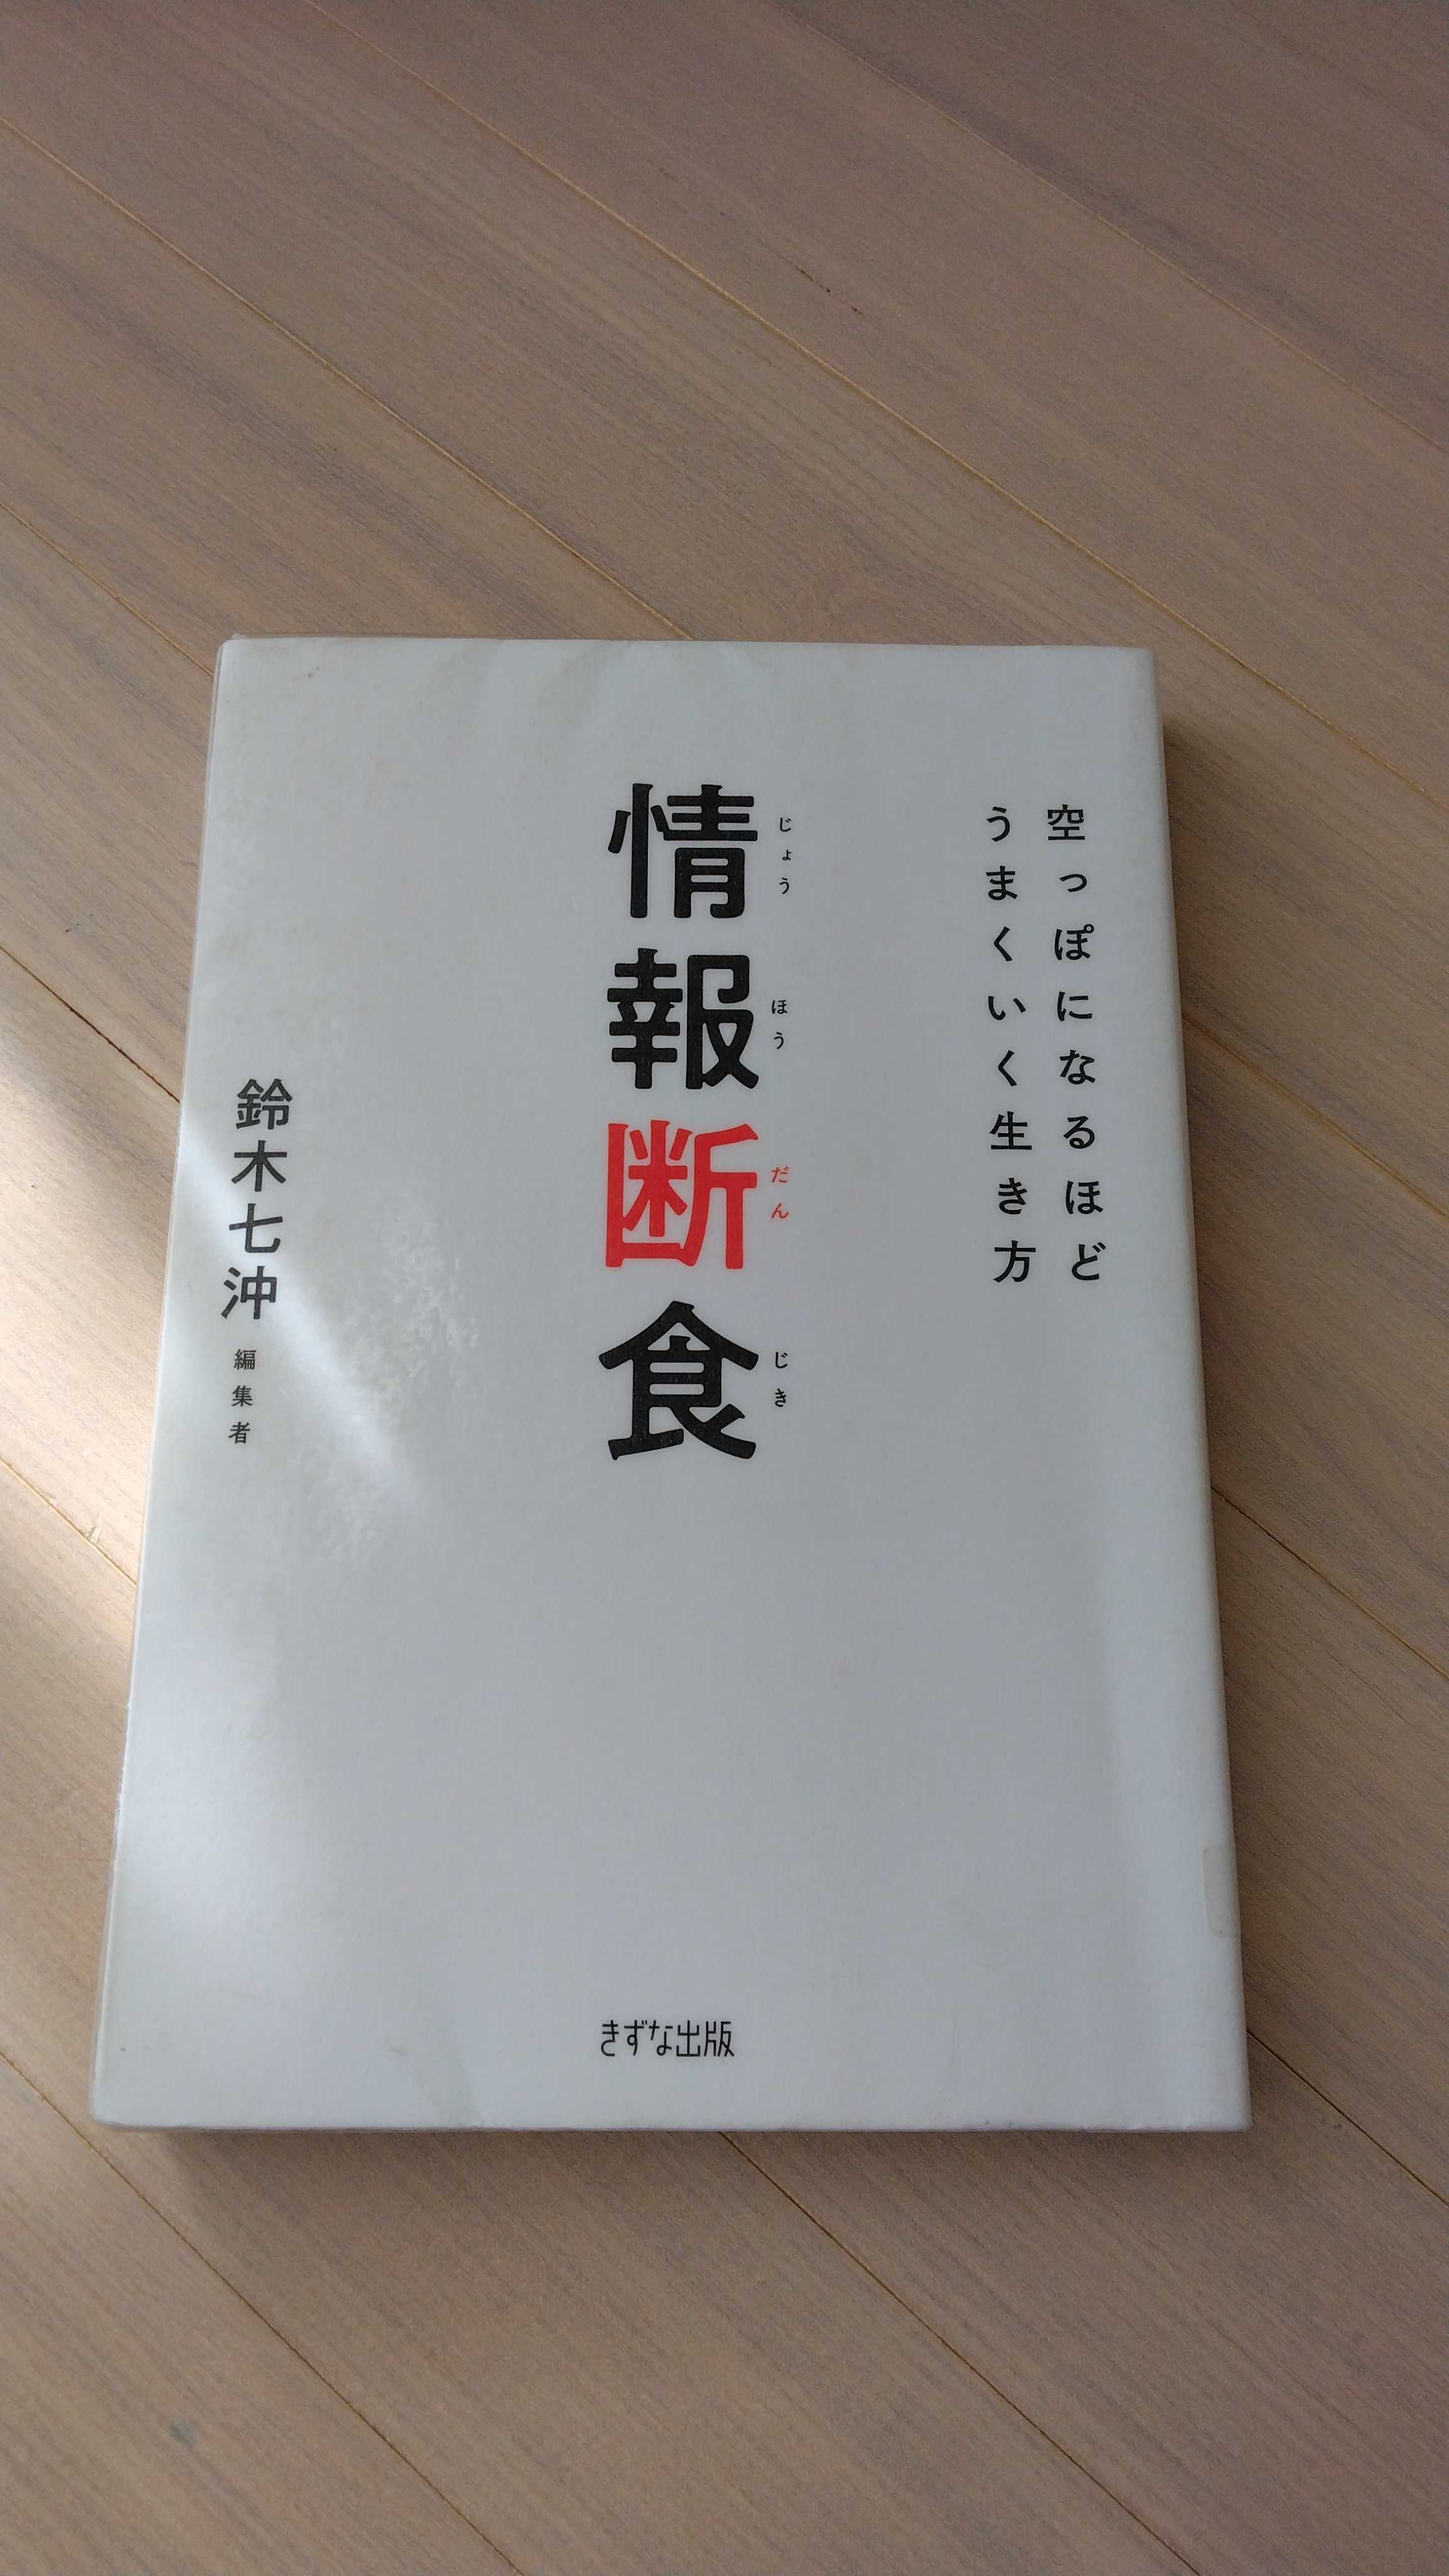 空っぽになるほど
うまくいく生き方
情報断食
じょうほうだんじき
鈴木七沖
編集者
きずな出版